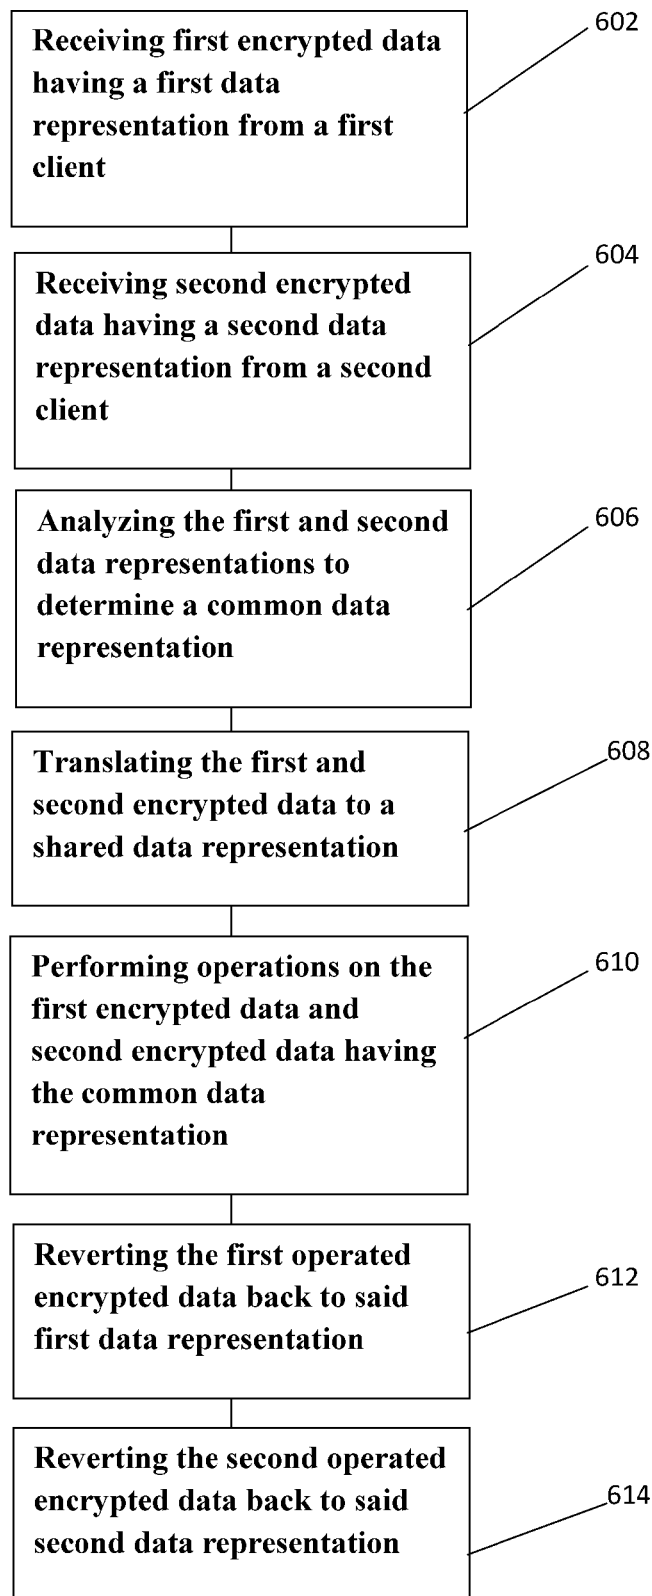 Receiving first encrypted data
having a first data
representation from a first
client
602
Receiving second encrypted
data having a second data
representation from a second
client
604
Analyzing the first and second
data representations to
determine a common data
representation
606
Translating the first and
second encrypted data to a
shared data representation
608
Performing operations on the
first encrypted data and
second encrypted data having
the common data
representation
610
Reverting the first operated
encrypted data back to said
first data representation
612
Reverting the second operated
encrypted data back to said
second data representation
614